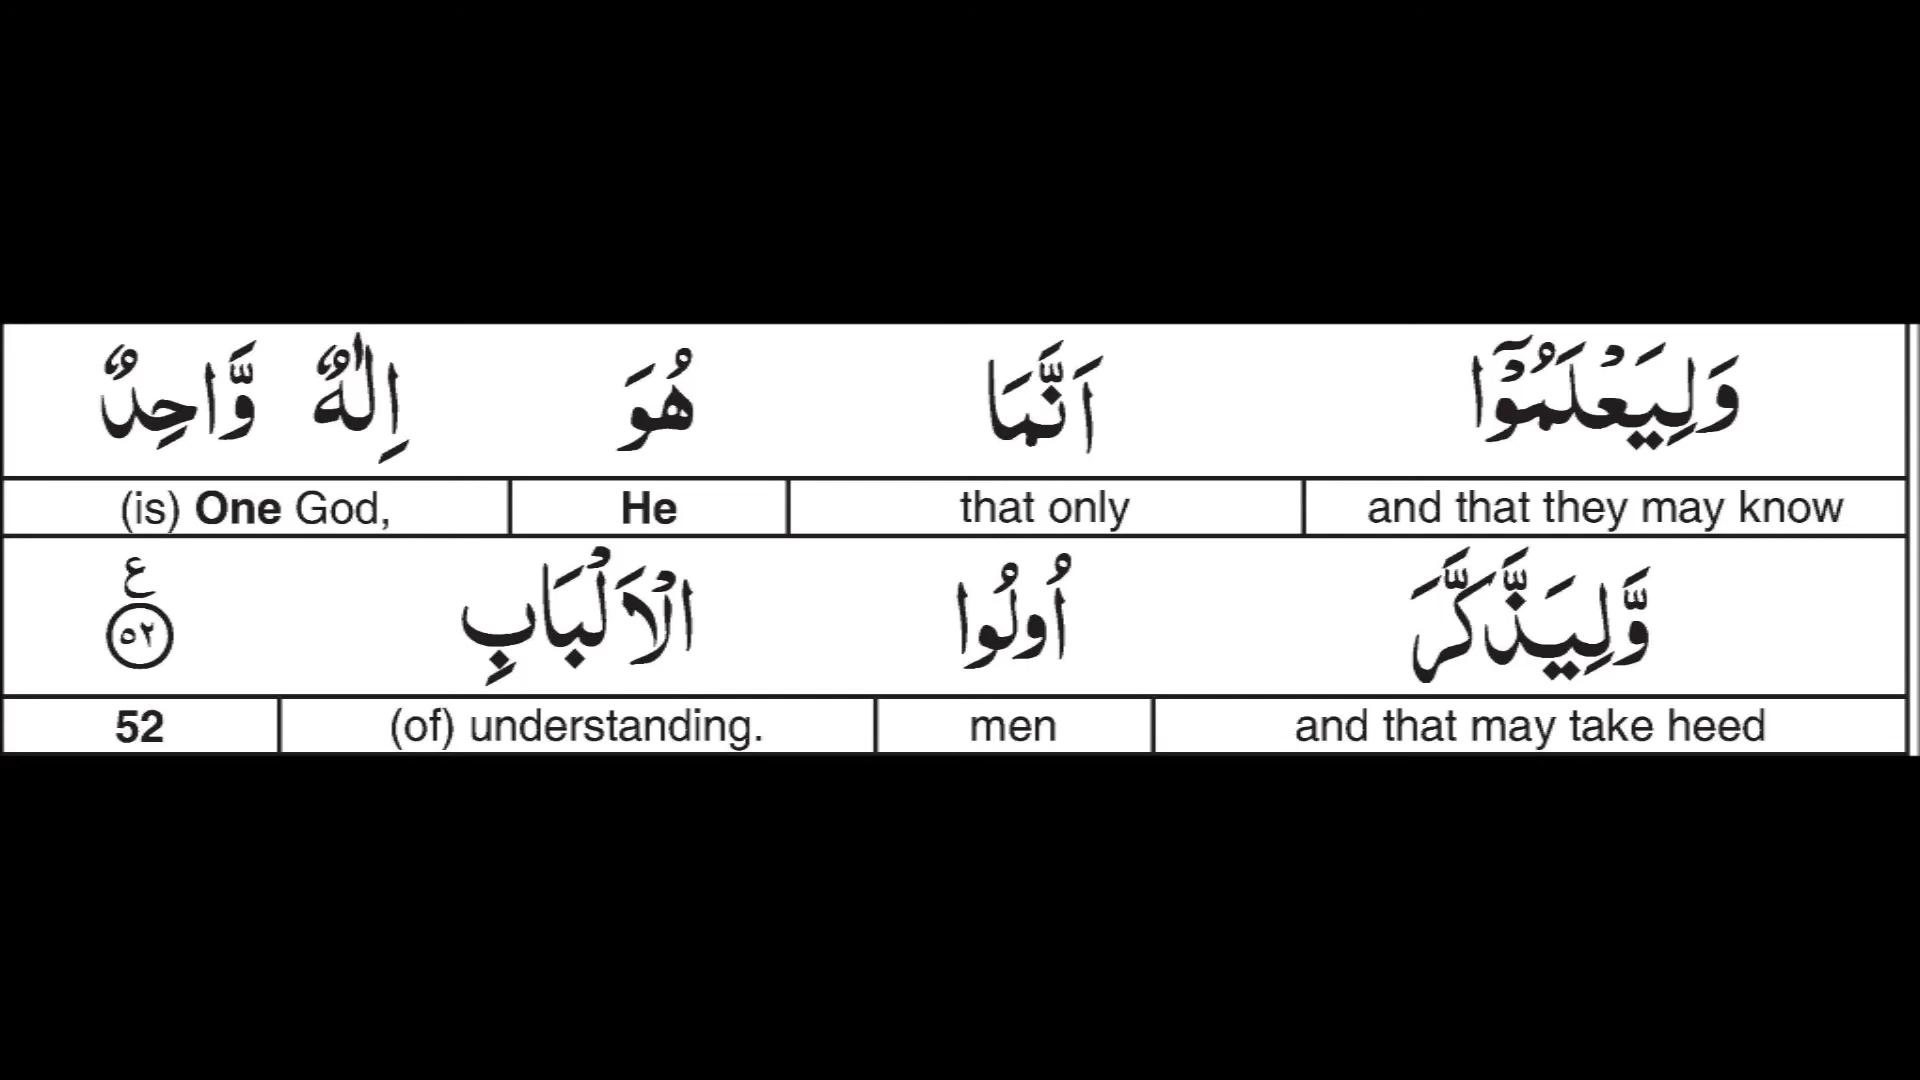 وَلِيَعْلَمُوْۤا اَنَّمَا هُوَ اِلٰهٌ وَّاحِدٌ
and that they may know that only He (is) One God,
وَّلِيَذَّكَّرَ اُولُوا الْاَلْبَابِ ع ٥٢
and that may take heed men (of) understanding. 52